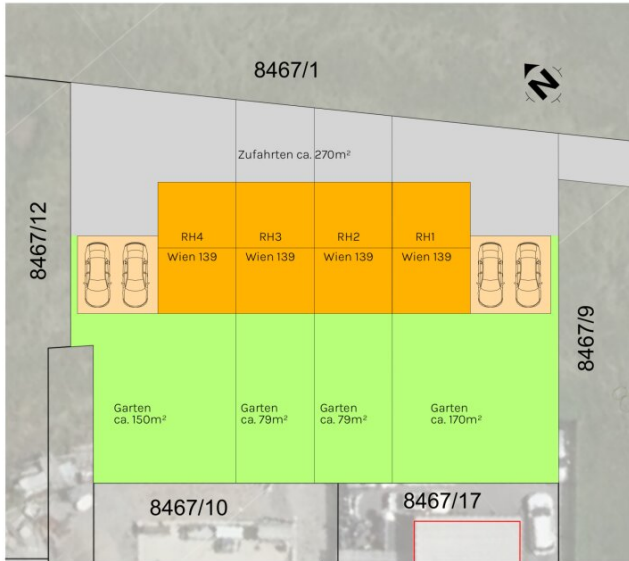 8467/1
N
Zufahrten ca. 270m²
8467/12
RH4
RH3
RH2
RH1
Wien 139
Wien 139
Wien 139
Wien 139
8467/9
Garten
ca. 150m²
Garten
ca. 79m²
Garten
ca. 79m²
Garten
ca. 170m²
8467/10
8467/17